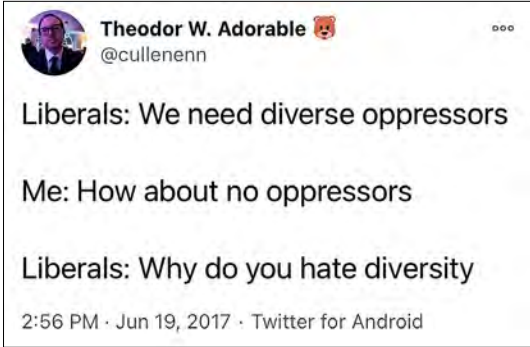 Theodor W. Adorable 🐻
@cullenenn
Liberals: We need diverse oppressors
Me: How about no oppressors
Liberals: Why do you hate diversity
2:56 PM · Jun 19, 2017 · Twitter for Android